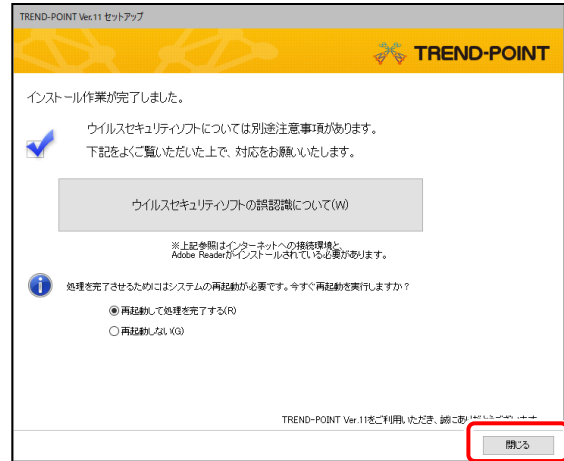 TREND-POINT Ver.11 セットアップ
TREND-POINT
インストール作業が完了しました。
ウイルスセキュリティソフトについては別途注意事項があります。
下記をよくご覧いただいた上で、対応をお願いいたします。
ウイルスセキュリティソフトの誤認識について(W)
※上記参照はインターネットへの接続環境と、
Adobe Readerがインストールされている必要があります。
処理を完了させるためにはシステムの再起動が必要です。今すぐ再起動を実行しますか？
再起動して処理を完了する(R)
再起動しない(G)
TREND-POINT Ver.11をご利用いただき、誠に
閉じる